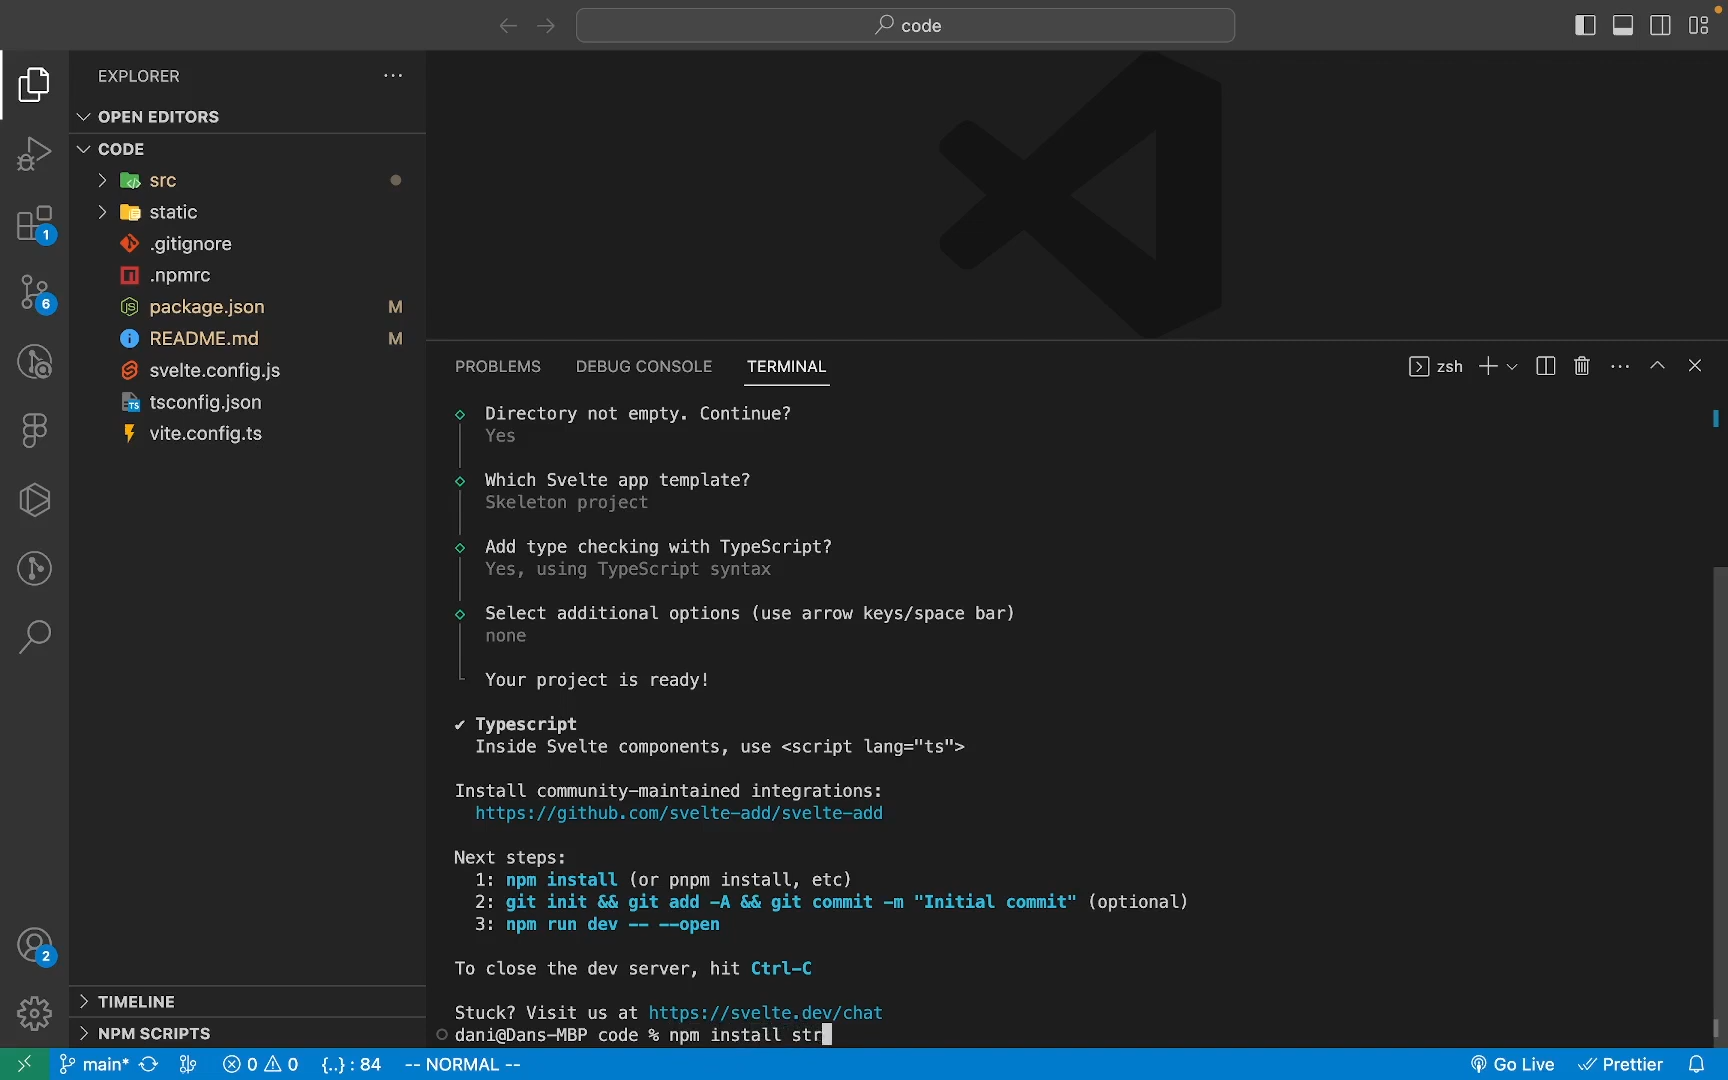 code
EXPLORER
OPEN EDITORS
CODE
src
static
.gitignore
.npmrc
package.json M
README.md M
svelte.config.js
tsconfig.json
vite.config.ts
TIMELINE
NPM SCRIPTS
1
6
2
PROBLEMS DEBUG CONSOLE TERMINAL zsh
Directory not empty. Continue?
Yes
Which Svelte app template?
Skeleton project
Add type checking with TypeScript?
Yes, using TypeScript syntax
Select additional options (use arrow keys/space bar)
none
Your project is ready!
✔ Typescript
Inside Svelte components, use <script lang="ts">
Install community-maintained integrations:
https://github.com/svelte-add/svelte-add
Next steps:
1: npm install (or pnpm install, etc)
2: git init && git add -A && git commit -m "Initial commit" (optional)
3: npm run dev -- --open
To close the dev server, hit Ctrl-C
Stuck? Visit us at https://svelte.dev/chat
dani@Dans-MBP code % npm install str
main* 0 0 {..} : 84 -- NORMAL -- Go Live Prettier